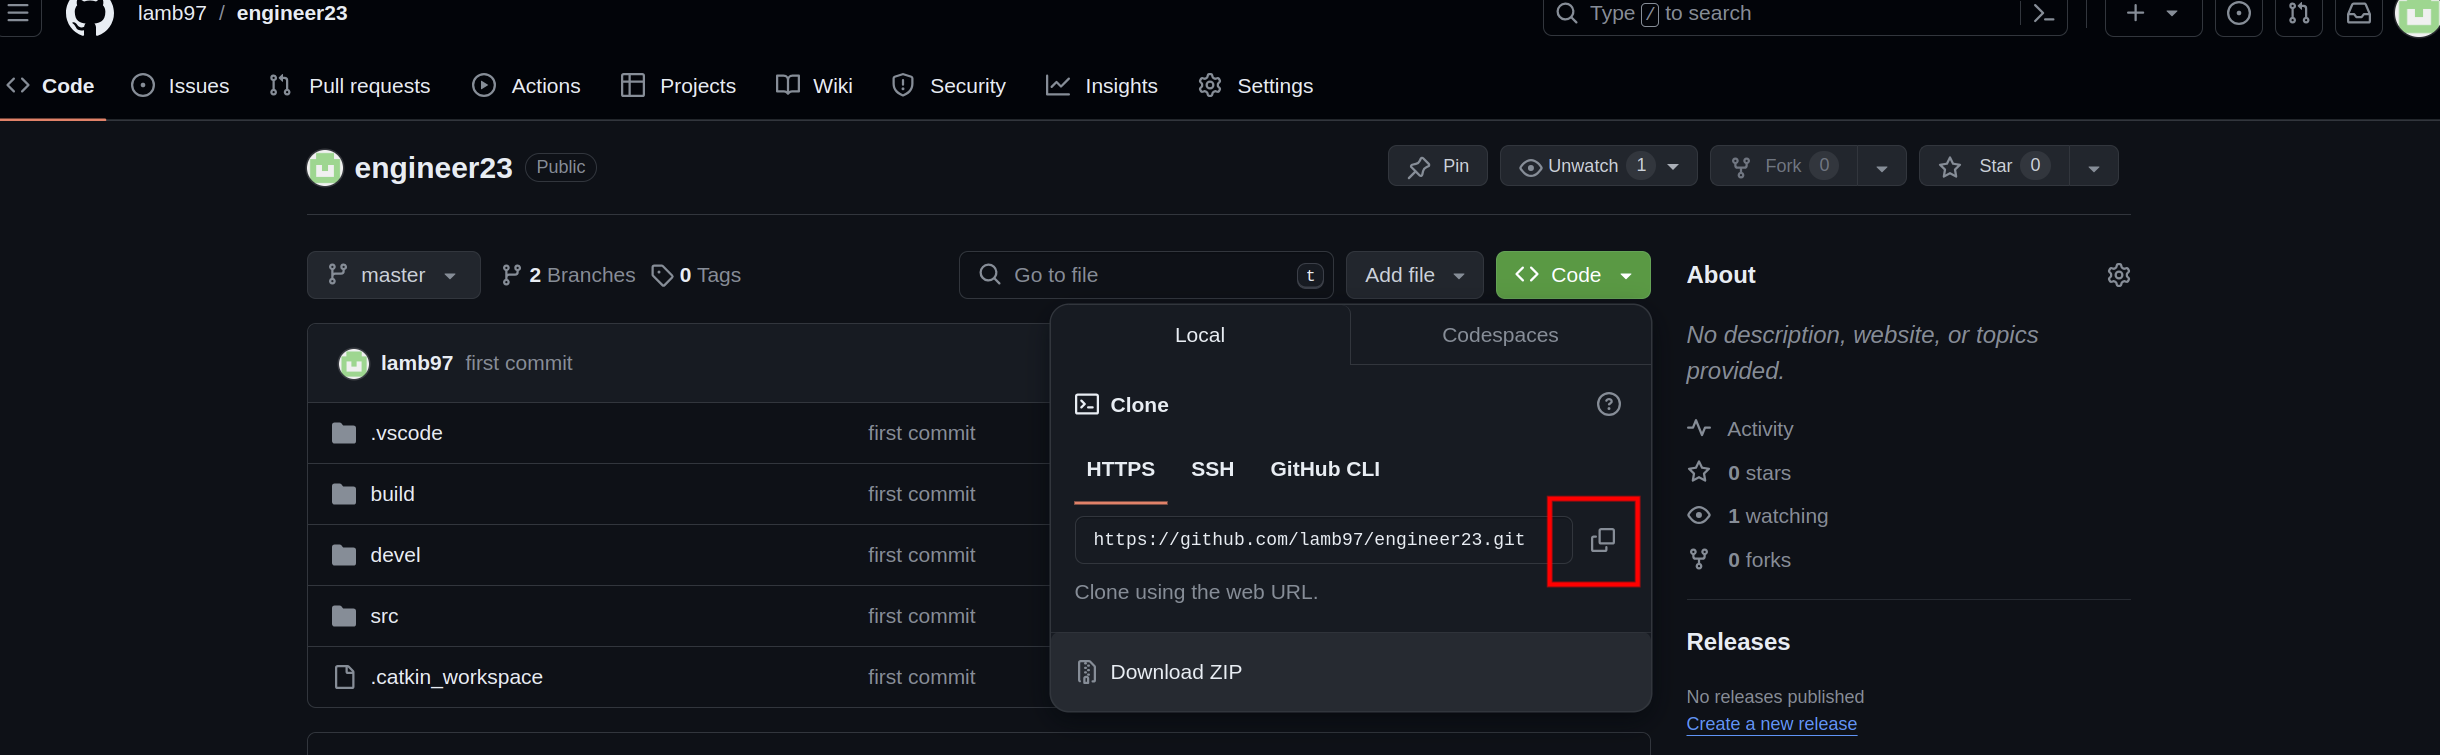 lamb97 / engineer23
Type / to search
Code Issues Pull requests Actions Projects Wiki Security Insights Settings
engineer23 Public
Pin Unwatch 1 Fork 0 Star 0
master 2 Branches 0 Tags Go to file t Add file Code
About
No description, website, or topics
provided.
Activity
0 stars
1 watching
0 forks
Releases
No releases published
Create a new release
Local Codespaces
Clone
HTTPS SSH GitHub CLI
https://github.com/lamb97/engineer23.git
Clone using the web URL.
Download ZIP
lamb97 first commit
.vscode first commit
build first commit
devel first commit
src first commit
.catkin_workspace first commit